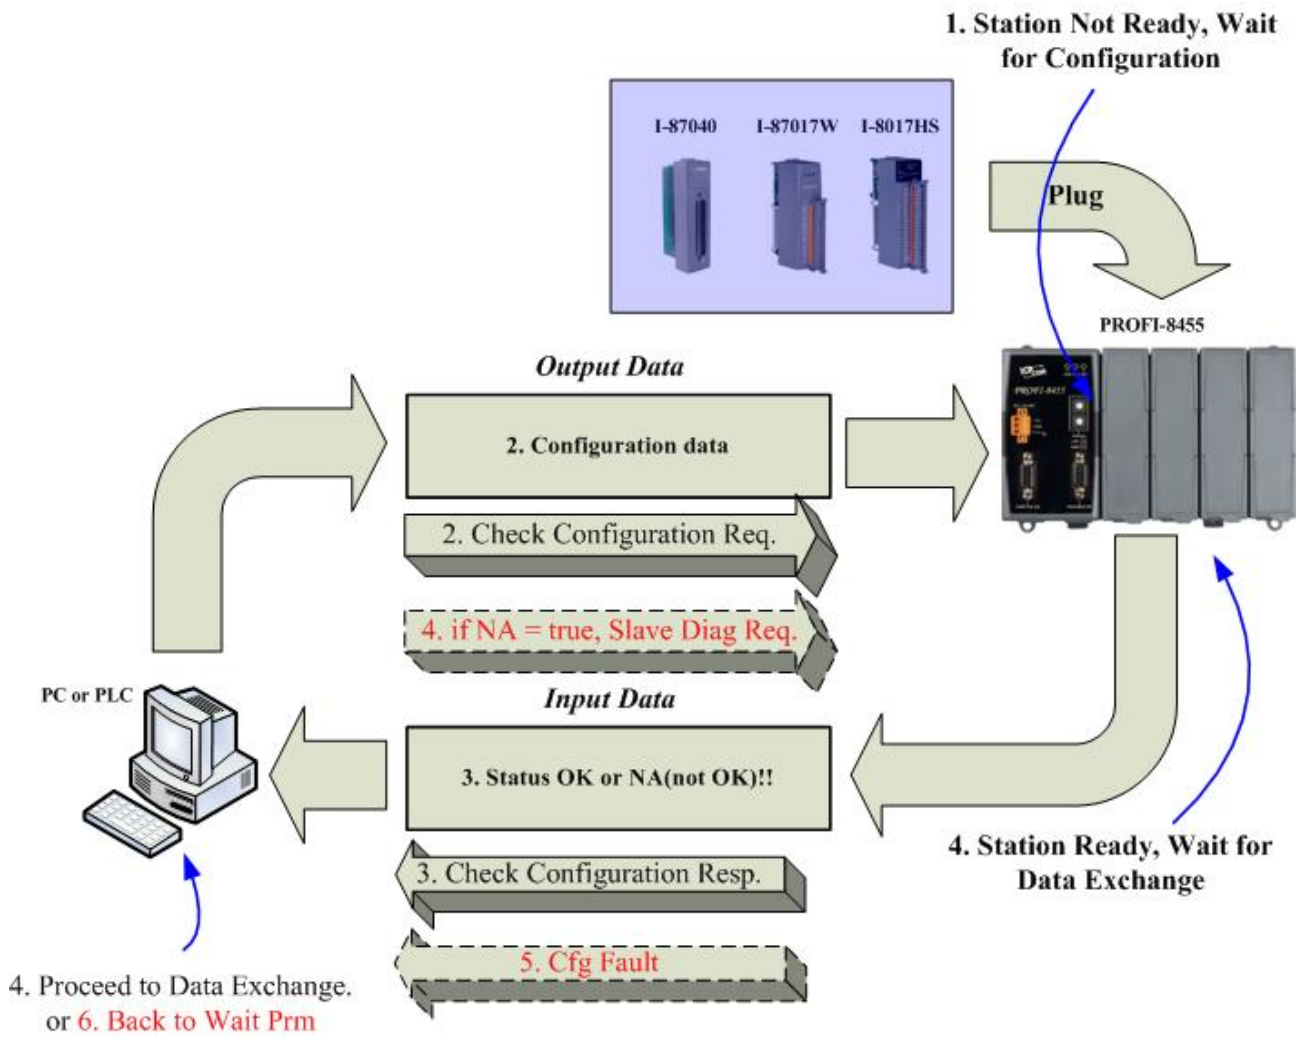 1. Station Not Ready, Wait
for Configuration
I-87040
I-87017W
I-8017HS
Plug
PROFI-8455
Output Data
2. Configuration data
2. Check Configuration Req.
4. if NA = true, Slave Diag Req.
PROFI-8455
PC or PLC
Input Data
3. Status OK or NA(not OK)!!
3. Check Configuration Resp.
5. Cfg Fault
4. Station Ready, Wait for
Data Exchange
4. Proceed to Data Exchange.
or 6. Back to Wait Prm